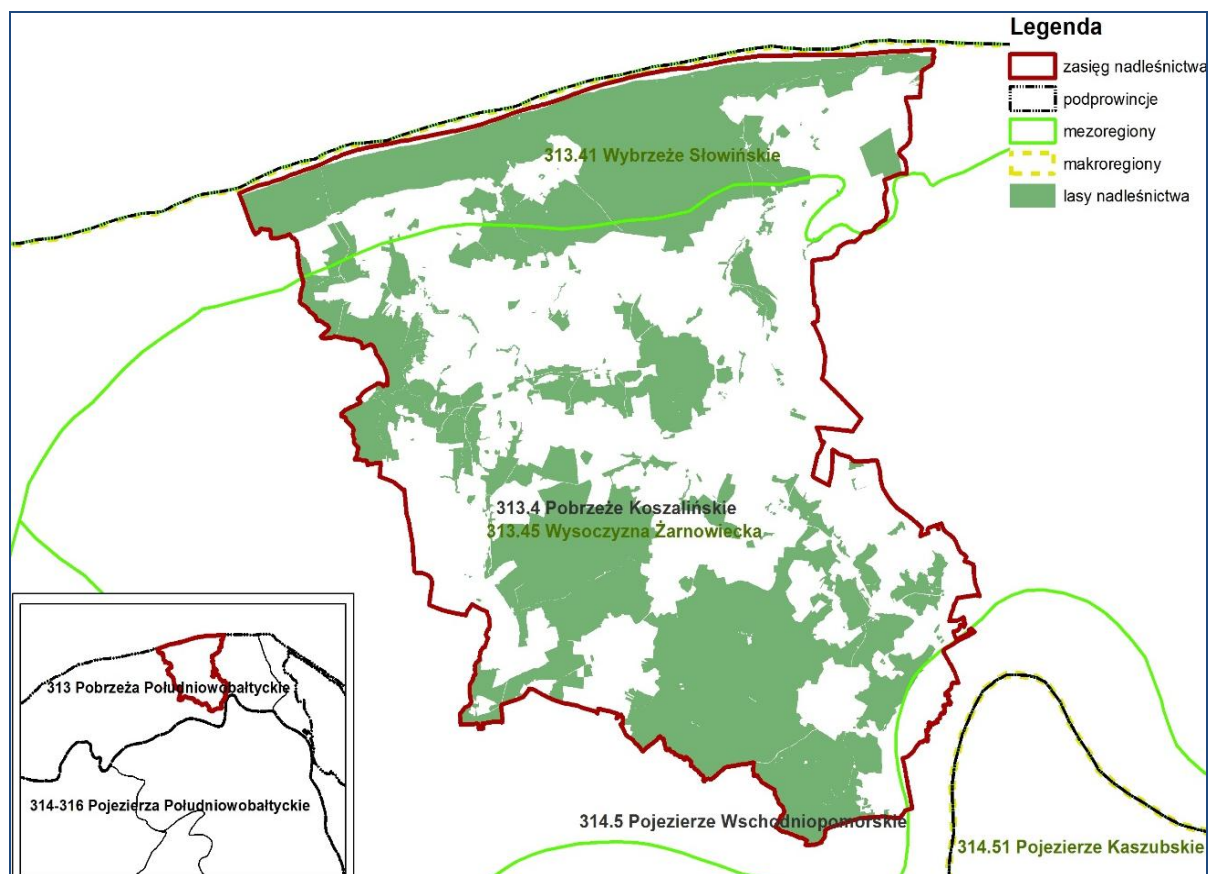 Legenda
zasięg nadleśnictwa
podprowincje
mezoregiony
makroregiony
lasy nadleśnictwa
313.41 Wybrzeże Słowińskie
313.4 Pobrzeże Koszalińskie
313.45 Wysoczyzna Żarnowiecka
314.5 Pojezierze Wschodniopomorskie
314.51 Pojezierze Kaszubskie
313 Pobrzeża Południowobałtyckie
314-316 Pojezierza Południowobałtyckie